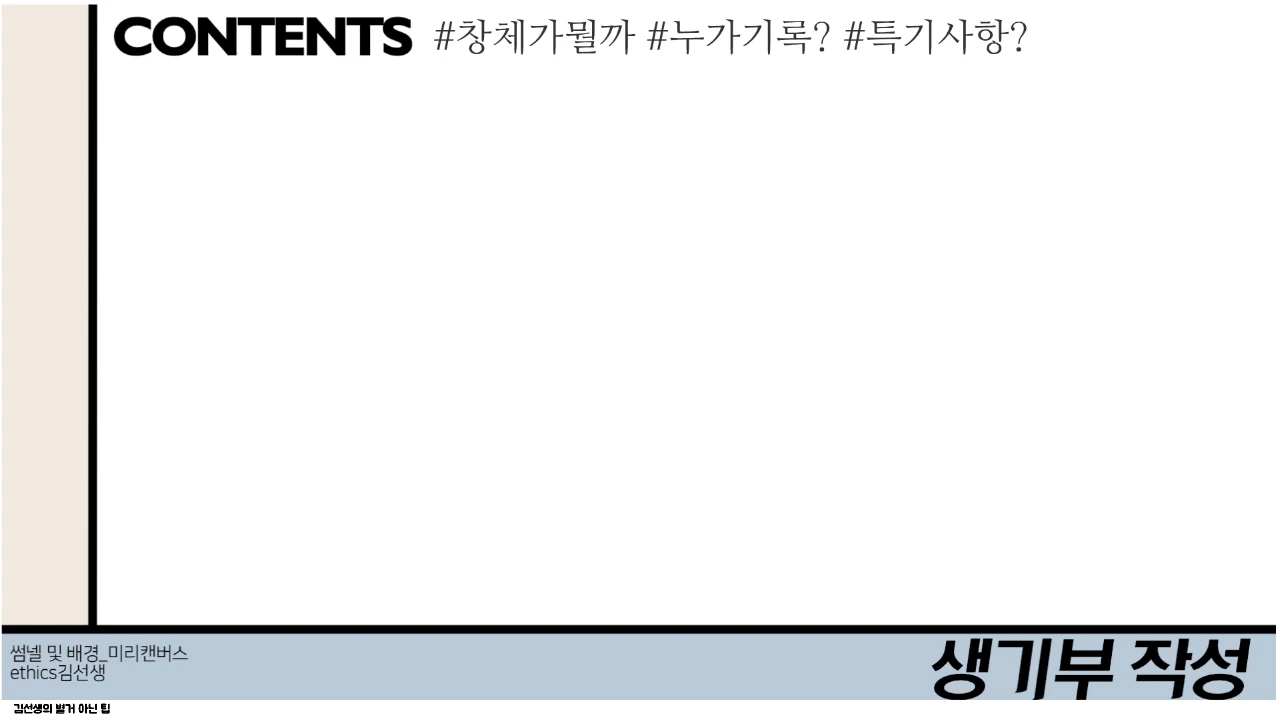 CONTENTS #창체가뭘까 #누가기록? #특기사항?
썸넬 및 배경_미리캔버스
ethics김선생
생기부 작성
김선생의 별거 아닌 팁